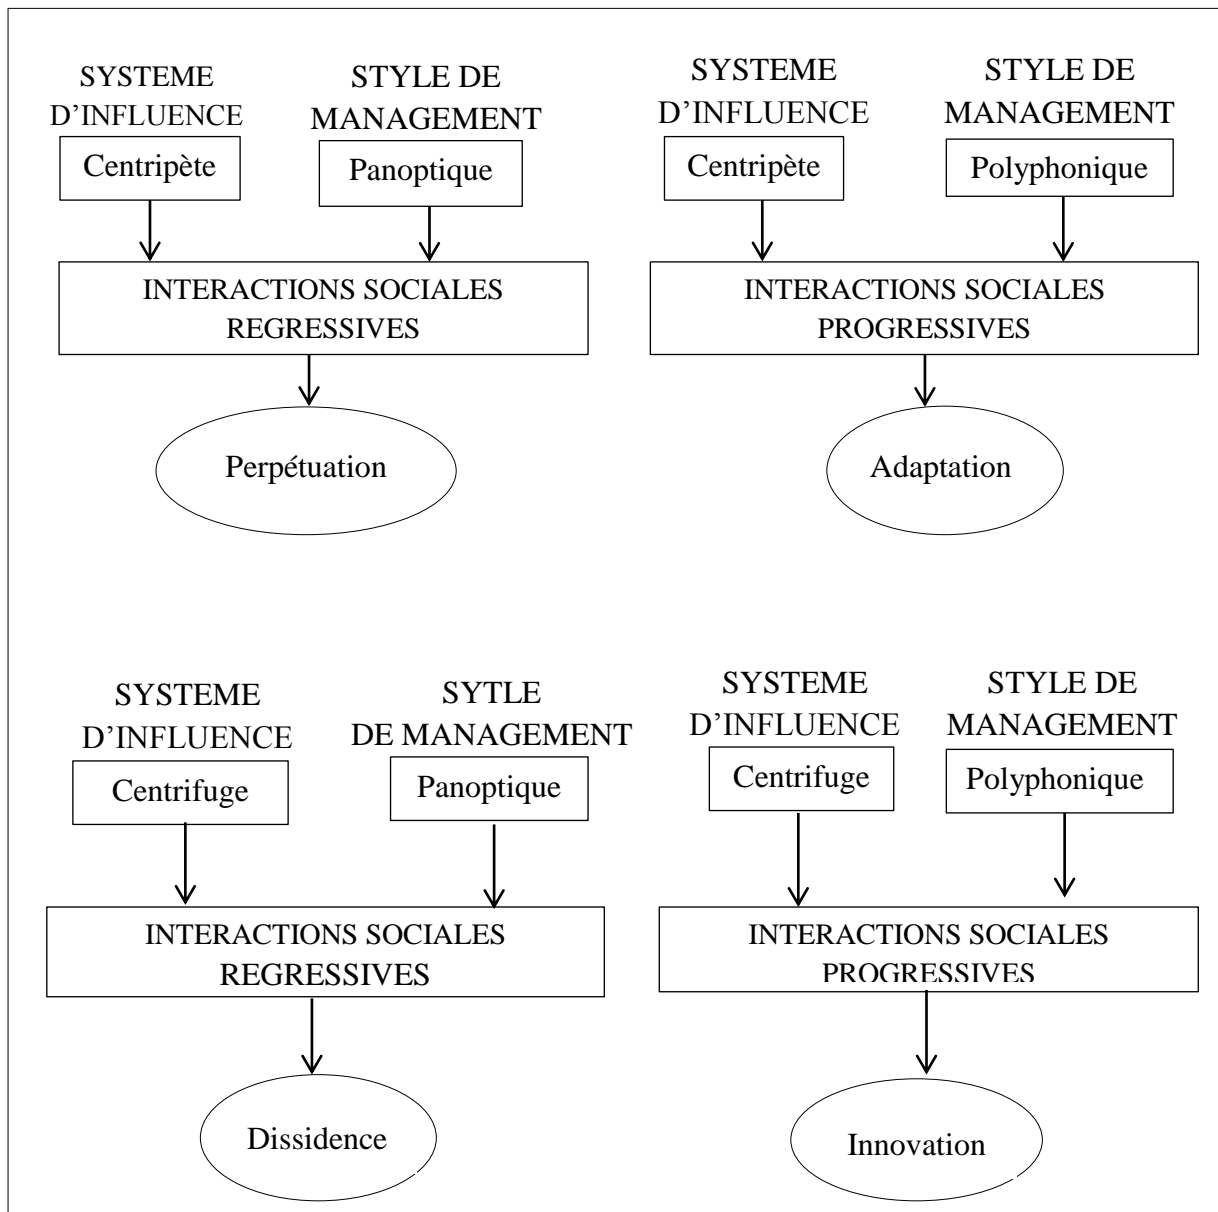 SYSTEME
D'INFLUENCE
Centripète
STYLE DE
MANAGEMENT
Panoptique
INTERACTIONS SOCIALES
REGRESSIVES
Perpétuation
SYSTEME
D'INFLUENCE
Centripète
STYLE DE
MANAGEMENT
Polyphonique
INTERACTIONS SOCIALES
PROGRESSIVES
Adaptation
SYSTEME
D'INFLUENCE
Centrifuge
SYTLE
DE MANAGEMENT
Panoptique
INTERACTIONS SOCIALES
REGRESSIVES
Dissidence
SYSTEME
D'INFLUENCE
Centrifuge
STYLE DE
MANAGEMENT
Polyphonique
INTERACTIONS SOCIALES
PROGRESSIVES
Innovation